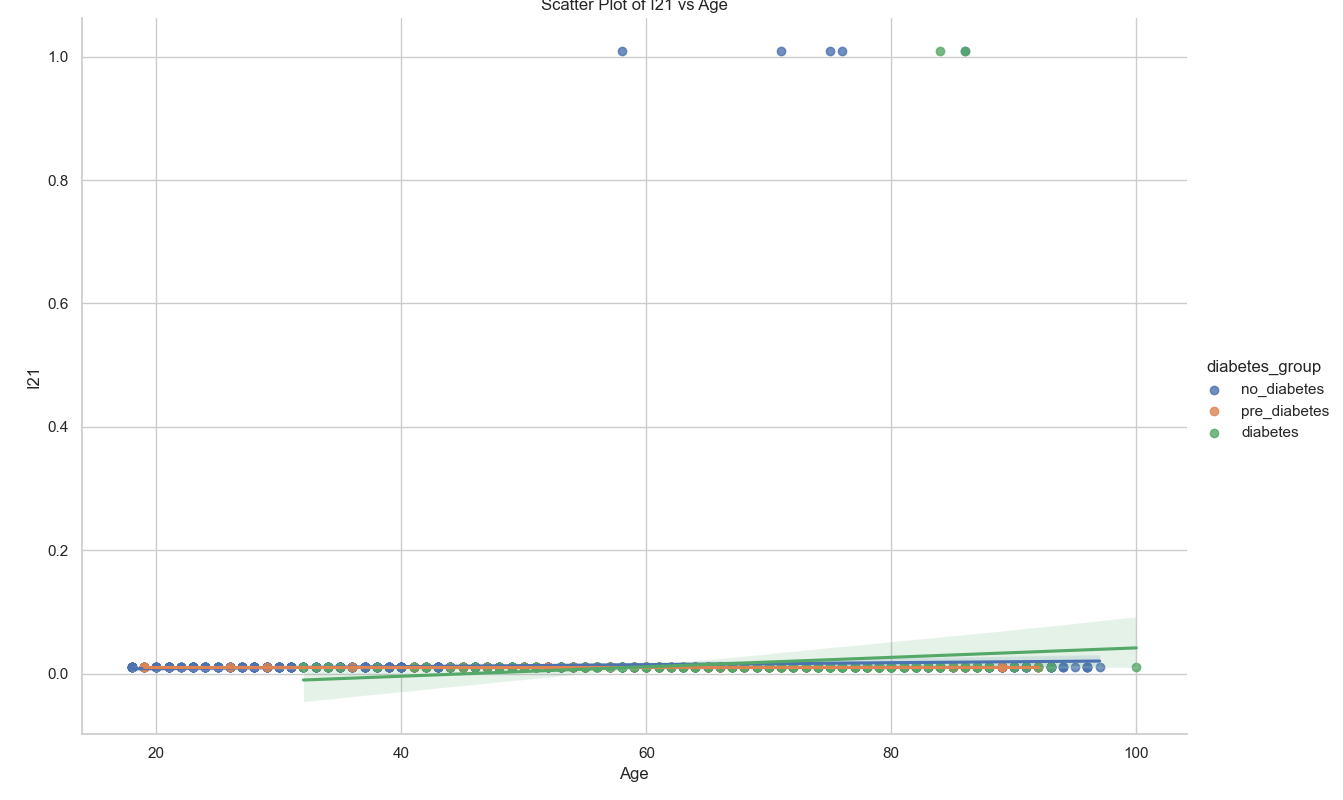 Scatter Plot of I21 vs Age
1.0
0.8
0.6
0.4
0.2
0.0
I21
20
40
60
80
100
Age
diabetes_group
no_diabetes
pre_diabetes
diabetes